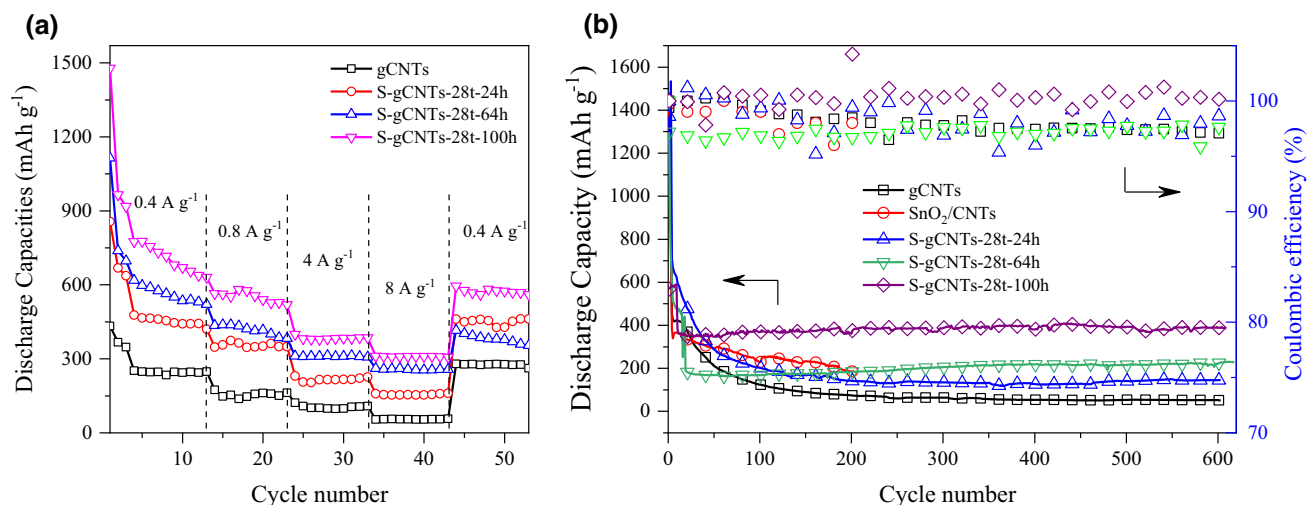 (a)
Discharge Capacities (mAh g⁻¹)
1500
1200
900
600
300
0
gCNTs
S-gCNTs-28t-24h
S-gCNTs-28t-64h
S-gCNTs-28t-100h
0.4 A g⁻¹
0.8 A g⁻¹
4 A g⁻¹
8 A g⁻¹
0.4 A g⁻¹
10 20 30 40 50
Cycle number
(b)
Discharge Capacity (mAh g⁻¹)
1600
1400
1200
1000
800
600
400
200
0
gCNTs
SnO₂/CNTs
S-gCNTs-28t-24h
S-gCNTs-28t-64h
S-gCNTs-28t-100h
0 100 200 300 400 500 600
Cycle number
100
90
80
70
Coulombic efficiency (%)